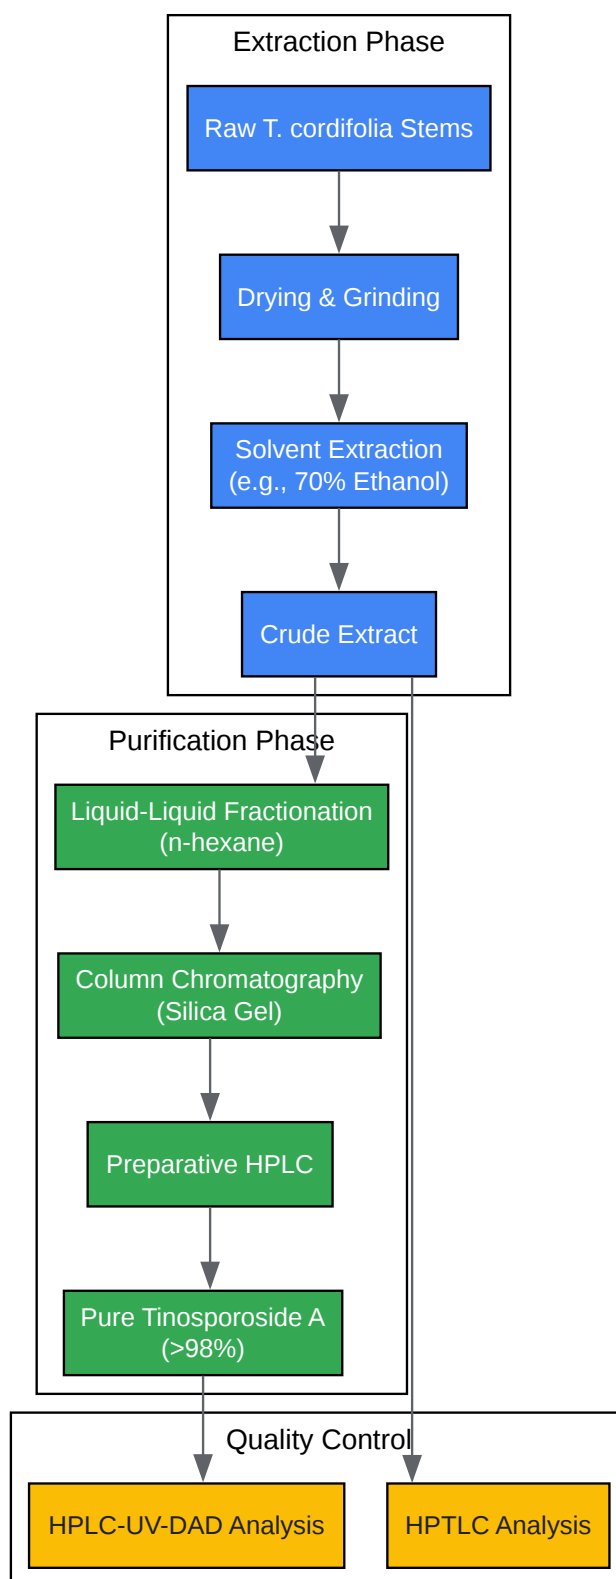 Extraction Phase
Raw T. cordifolia Stems
Drying & Grinding
Solvent Extraction
(e.g., 70% Ethanol)
Crude Extract
Purification Phase
Liquid-Liquid Fractionation
(n-hexane)
Column Chromatography
(Silica Gel)
Preparative HPLC
Pure Tinosporoside A
(>98%)
Quality Control
HPLC-UV-DAD Analysis
HPTLC Analysis